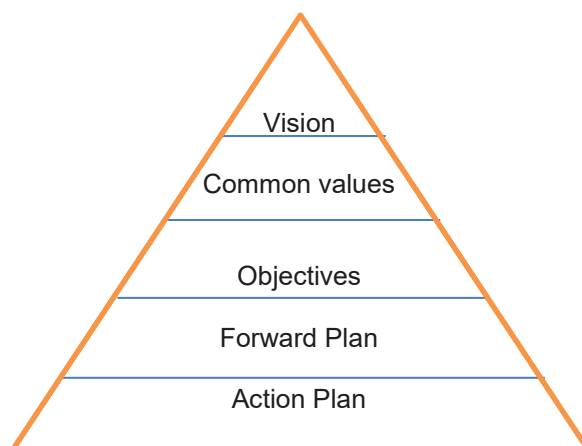 Vision
Common values
Objectives
Forward Plan
Action Plan